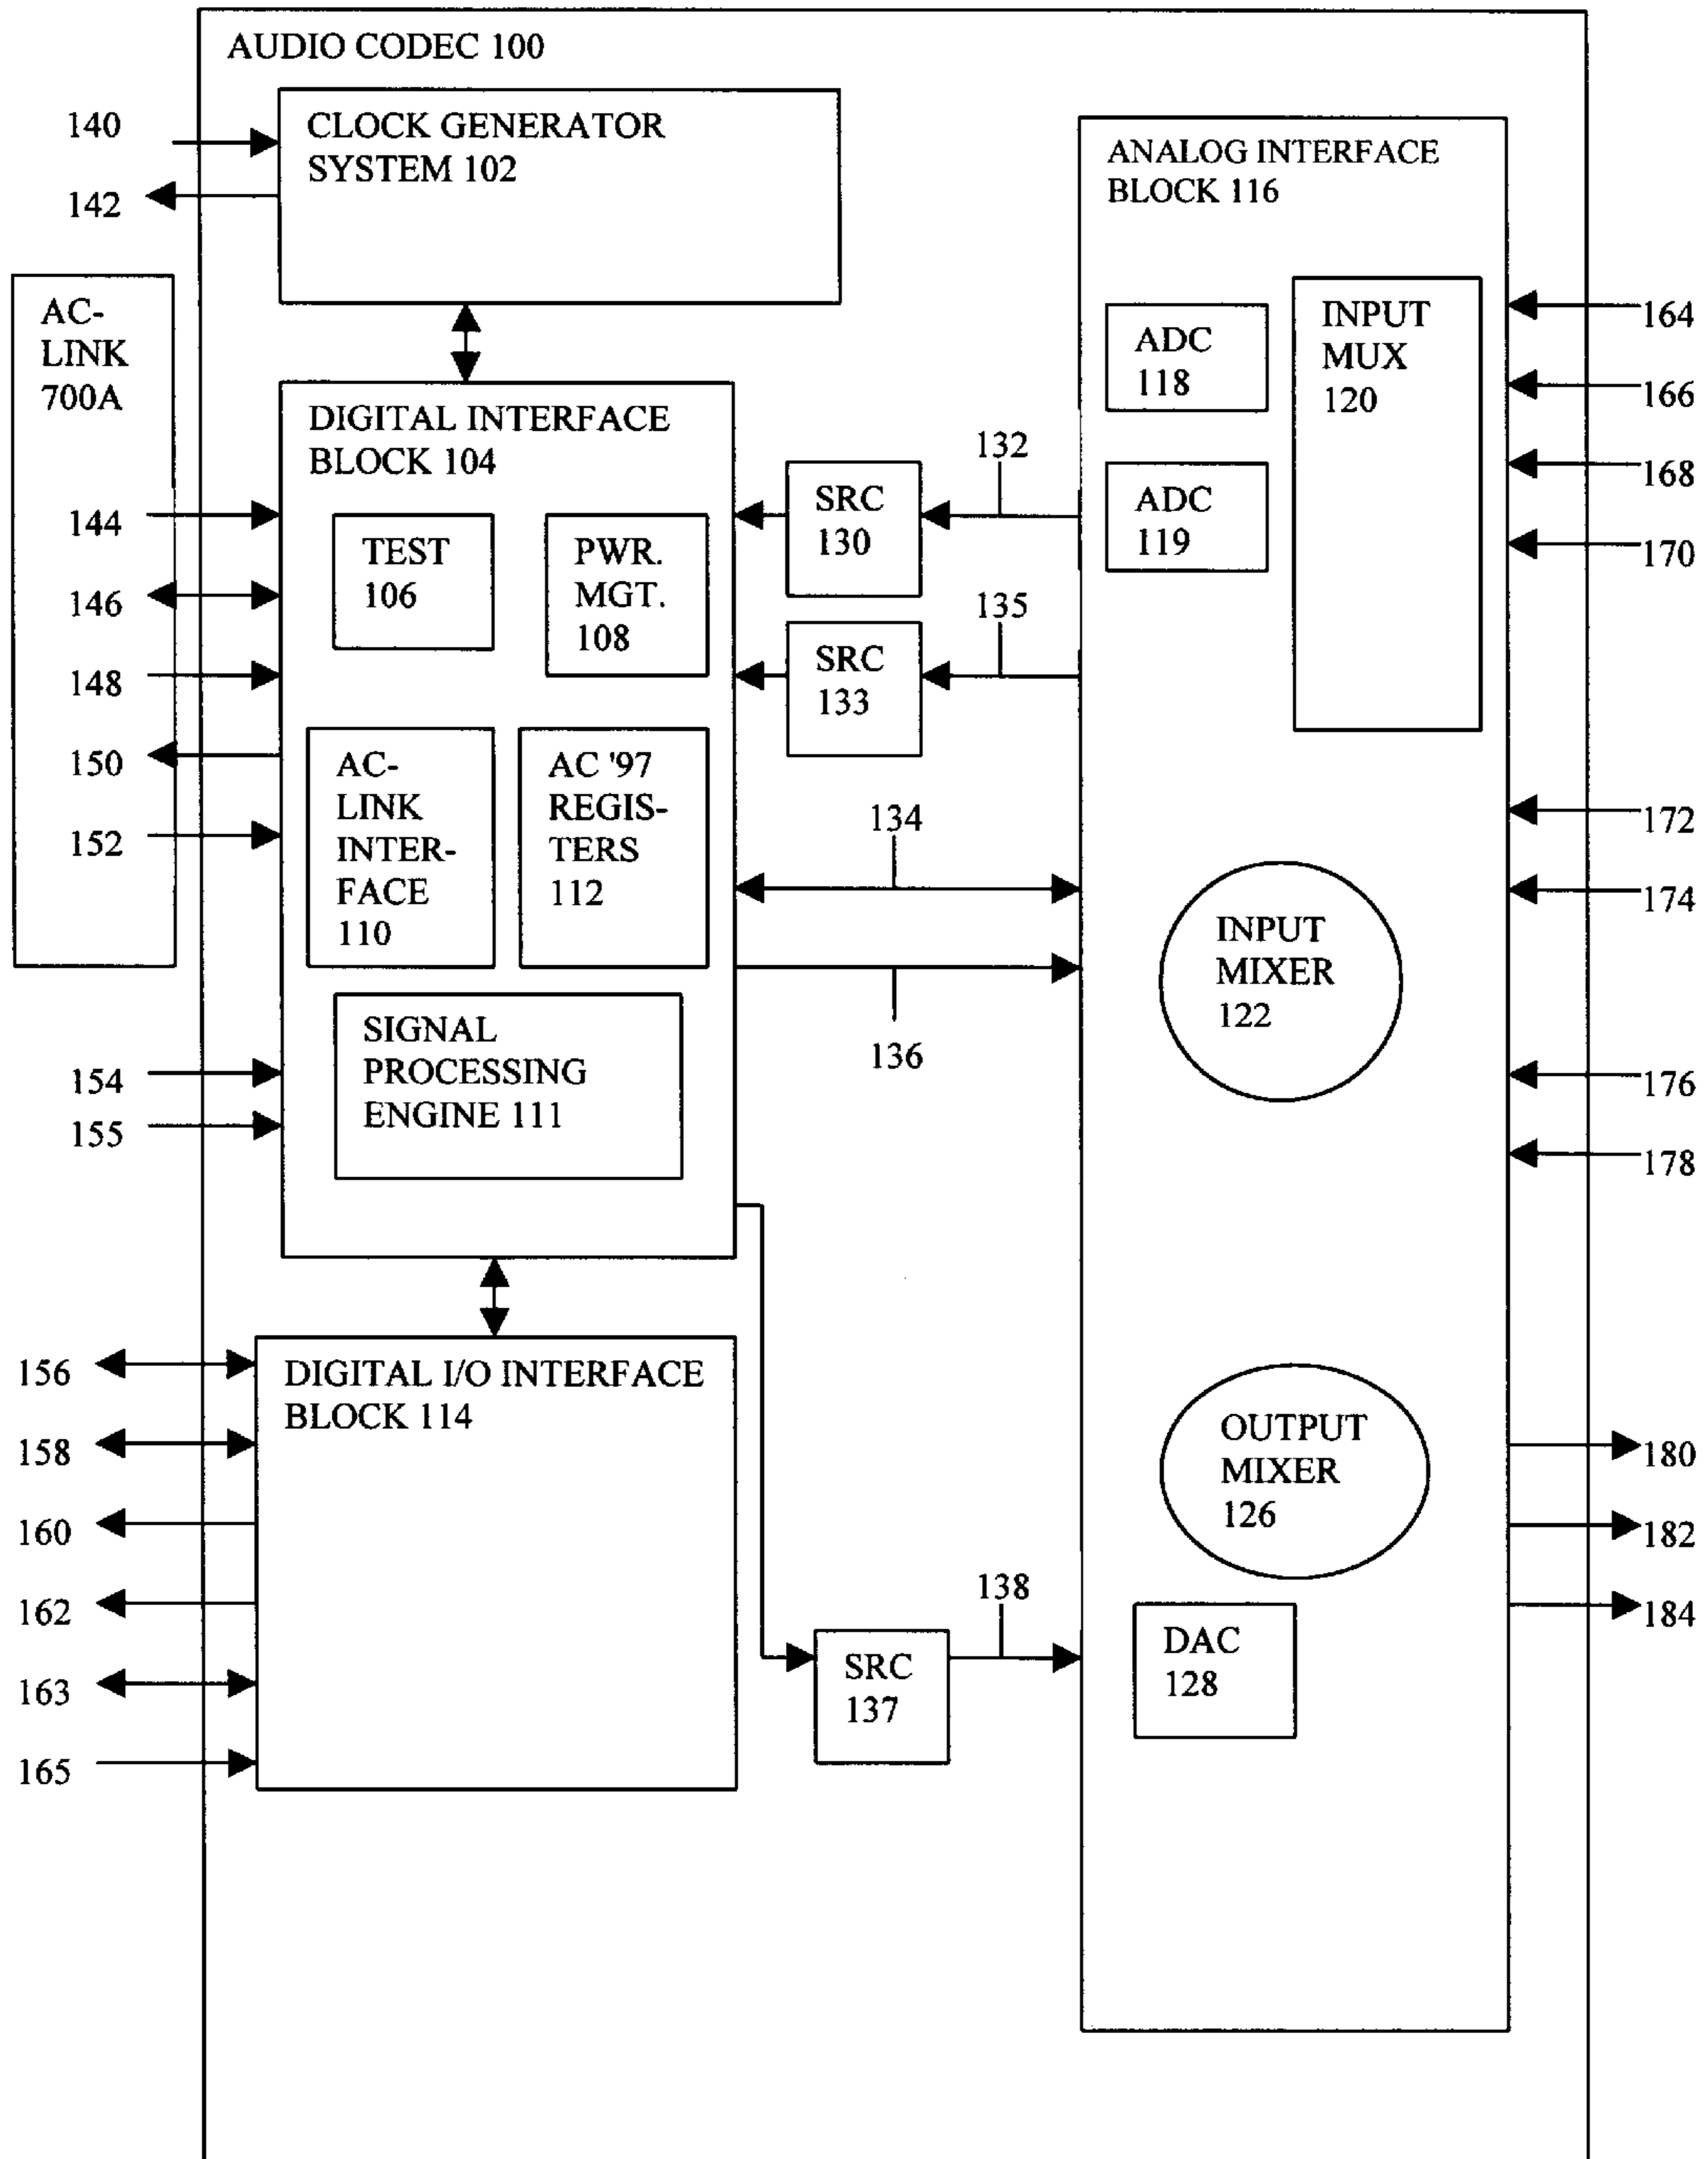 AUDIO CODEC 100
140
142
CLOCK GENERATOR
SYSTEM 102
AC-
LINK
700A
144
146
148
150
152
154
155
DIGITAL INTERFACE
BLOCK 104
TEST
106
PWR.
MGT.
108
AC-
LINK
INTER-
FACE
110
AC '97
REGIS-
TERS
112
SIGNAL
PROCESSING
ENGINE 111
SRC
130
132
SRC
133
135
134
136
156
158
160
162
163
165
DIGITAL I/O INTERFACE
BLOCK 114
SRC
137
138
ANALOG INTERFACE
BLOCK 116
ADC
118
ADC
119
INPUT
MUX
120
INPUT
MIXER
122
OUTPUT
MIXER
126
DAC
128
164
166
168
170
172
174
176
178
180
182
184